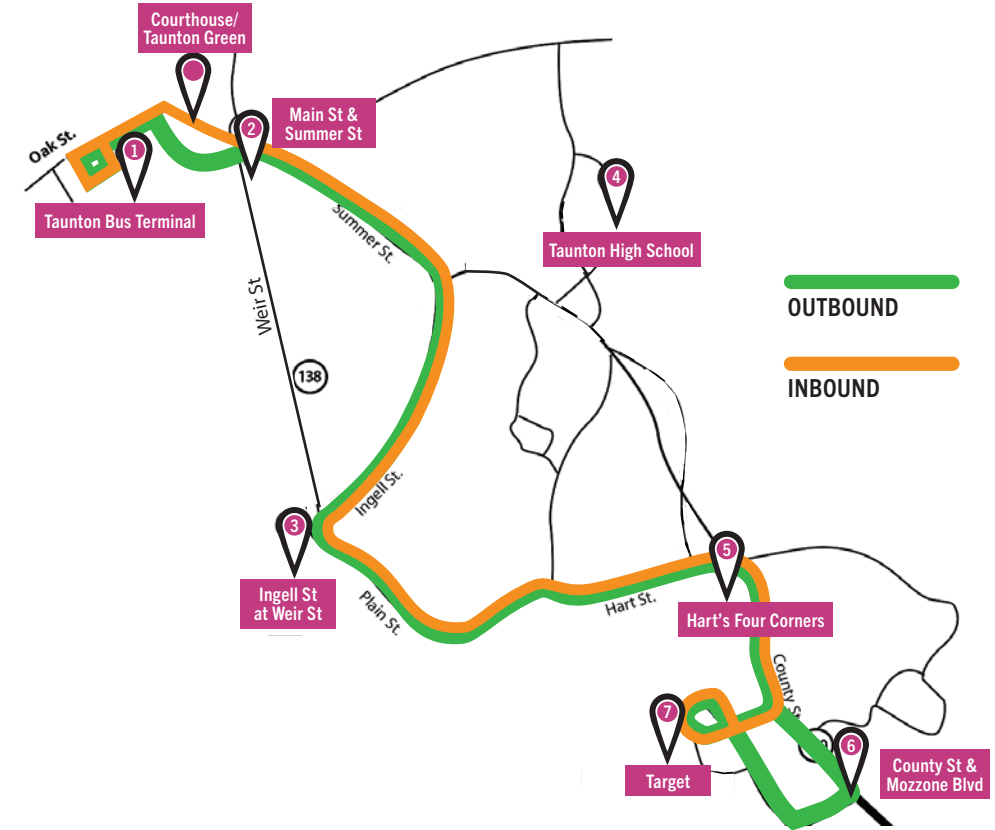 Courthouse/
Taunton Green
Main St &
Summer St
2
Oak St.
1
Taunton Bus Terminal
4
Summer St.
Taunton High School
Weir St
OUTBOUND
138
INBOUND
Ingell St.
3
5
Ingell St
at Weir St
Plain St.
Hart St.
Hart's Four Corners
County St
7
6
Target
County St &
Mozzone Blvd